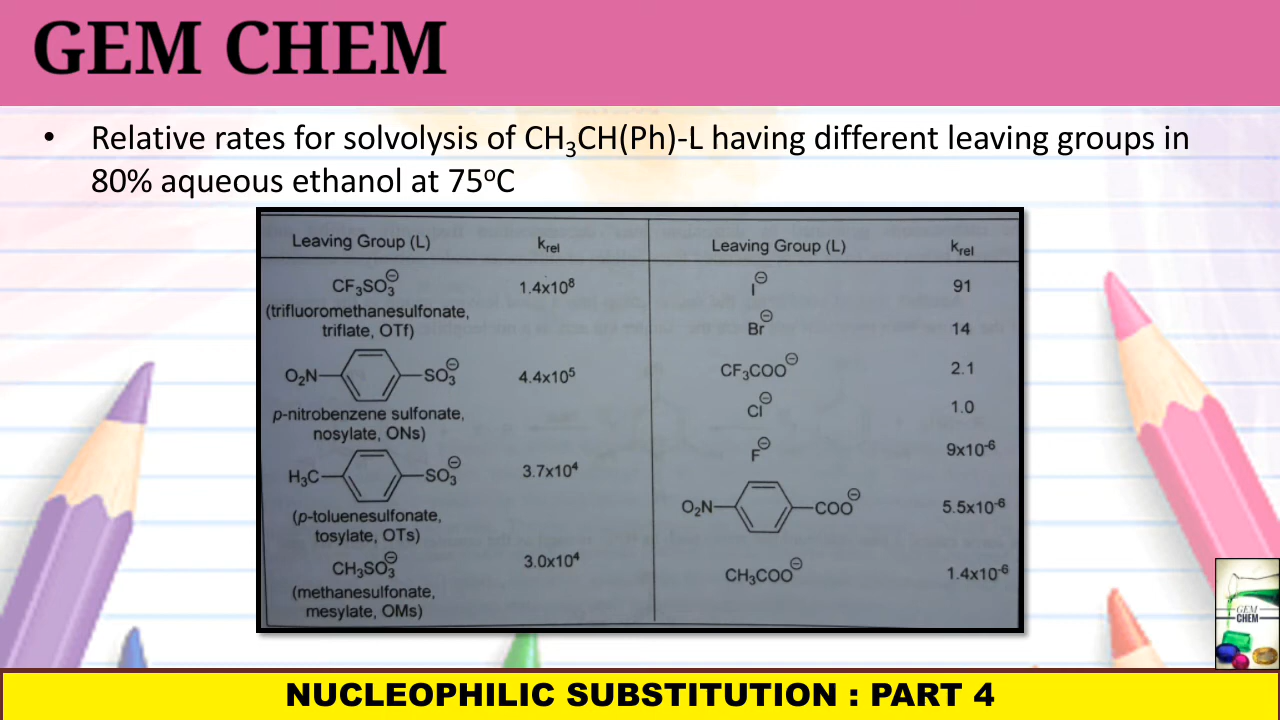 GEM CHEM
• Relative rates for solvolysis of CH₃CH(Ph)-L having different leaving groups in
80% aqueous ethanol at 75ᵒC
Leaving Group (L) krel
CF₃SO₃⊖ 1.4x10⁸
(trifluoromethanesulfonate,
triflate, OTf)
O₂N SO₃⊖ 4.4x10⁵
p-nitrobenzene sulfonate,
nosylate, ONs)
H₃C SO₃⊖ 3.7x10⁴
(p-toluenesulfonate,
tosylate, OTs)
CH₃SO₃⊖ 3.0x10⁴
(methanesulfonate,
mesylate, OMs)
Leaving Group (L) krel
I⊖ 91
Br⊖ 14
CF₃COO⊖ 2.1
Cl⊖ 1.0
F⊖ 9x10⁻⁶
O₂N COO⊖ 5.5x10⁻⁶
CH₃COO⊖ 1.4x10⁻⁶
GEM
CHEM
NUCLEOPHILIC SUBSTITUTION : PART 4